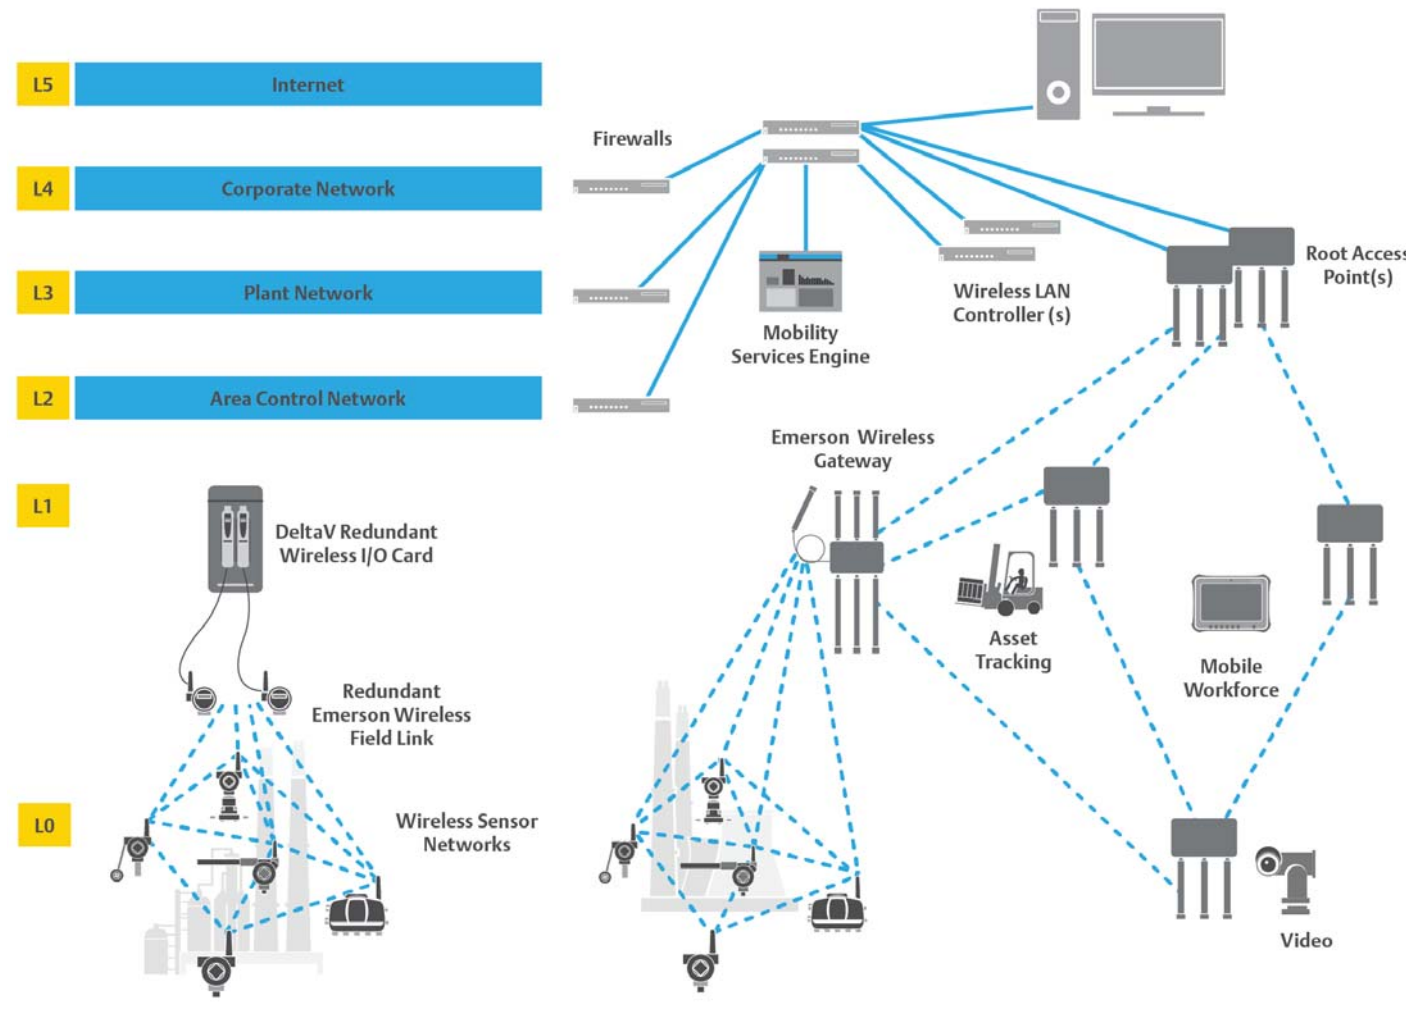 L5
Internet
Firewalls
L4
Corporate Network
Root Access
Point(s)
L3
Plant Network
Wireless LAN
Controller (s)
Mobility
Services Engine
L2
Area Control Network
Emerson Wireless
Gateway
L1
DeltaV Redundant
Wireless I/O Card
Asset
Tracking
Mobile
Workforce
Redundant
Emerson Wireless
Field Link
L0
Wireless Sensor
Networks
Video